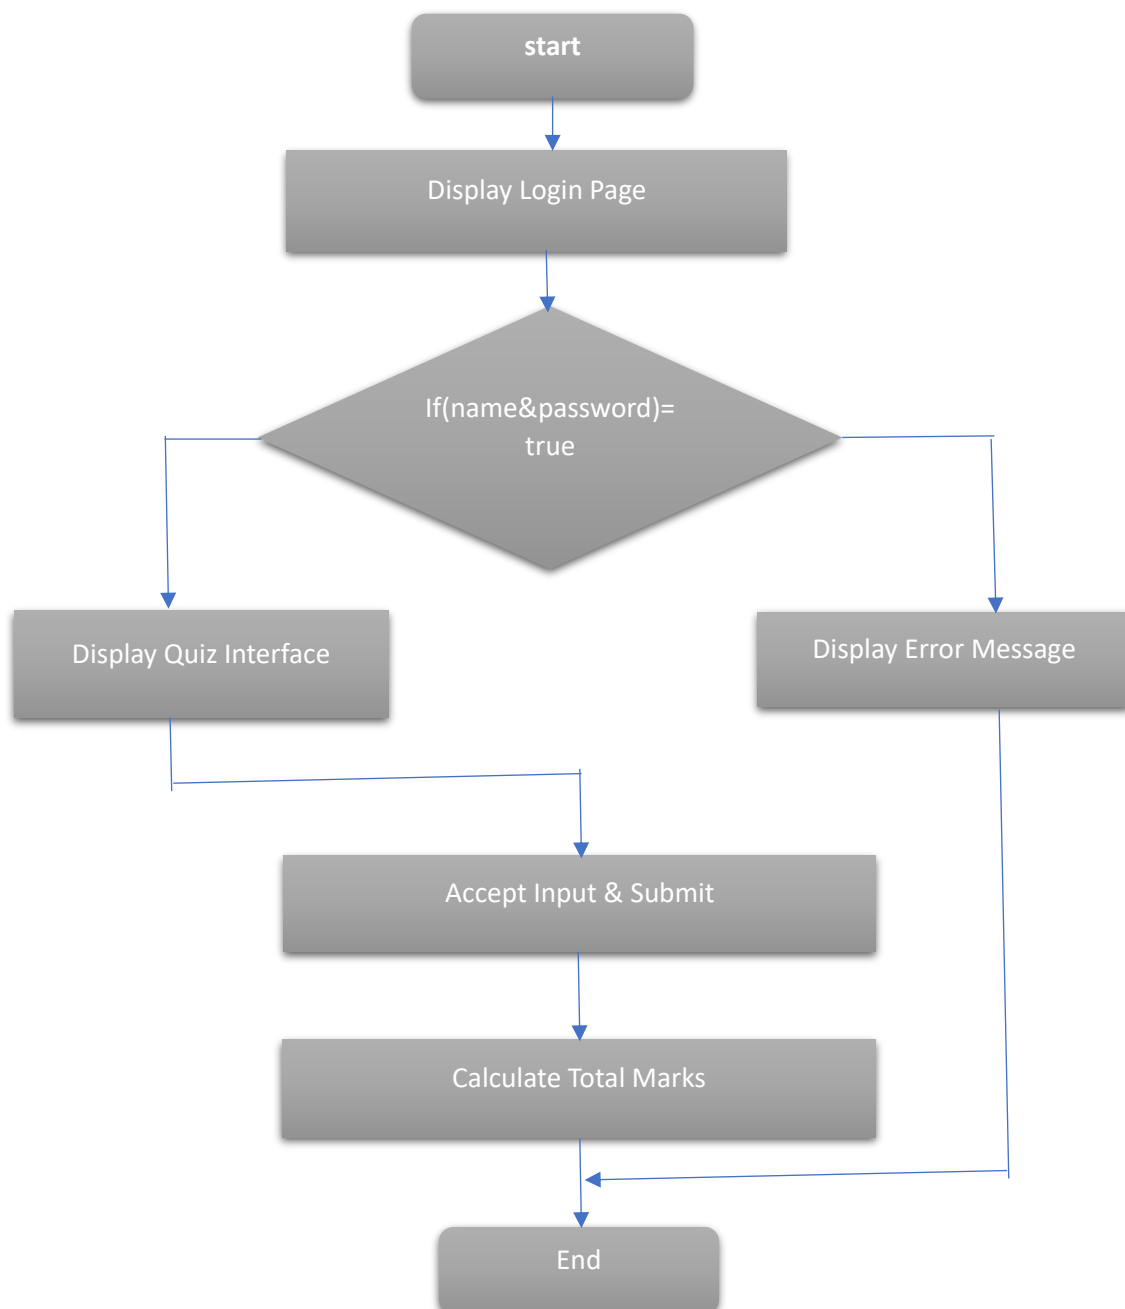 start
Display Login Page
If(name&password)=
true
Display Quiz Interface
Display Error Message
Accept Input & Submit
Calculate Total Marks
End